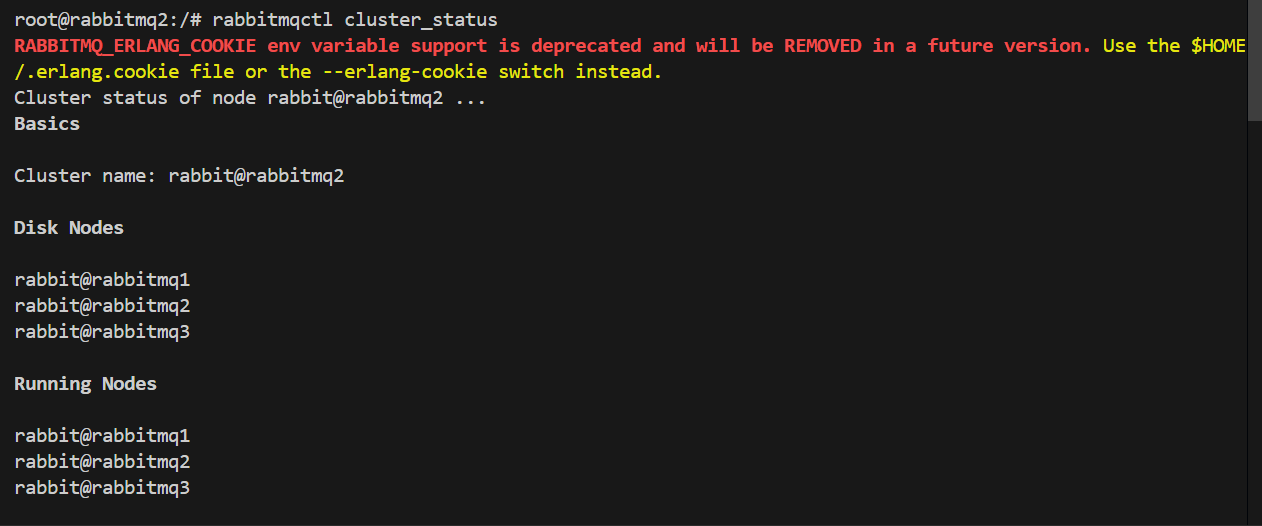 root@rabbitmq2:/# rabbitmqctl cluster_status
RABBITMQ_ERLANG_COOKIE env variable support is deprecated and will be REMOVED in a future version. Use the $HOME
/.erlang.cookie file or the --erlang-cookie switch instead.
Cluster status of node rabbit@rabbitmq2 ...
Basics
Cluster name: rabbit@rabbitmq2
Disk Nodes
rabbit@rabbitmq1
rabbit@rabbitmq2
rabbit@rabbitmq3
Running Nodes
rabbit@rabbitmq1
rabbit@rabbitmq2
rabbit@rabbitmq3